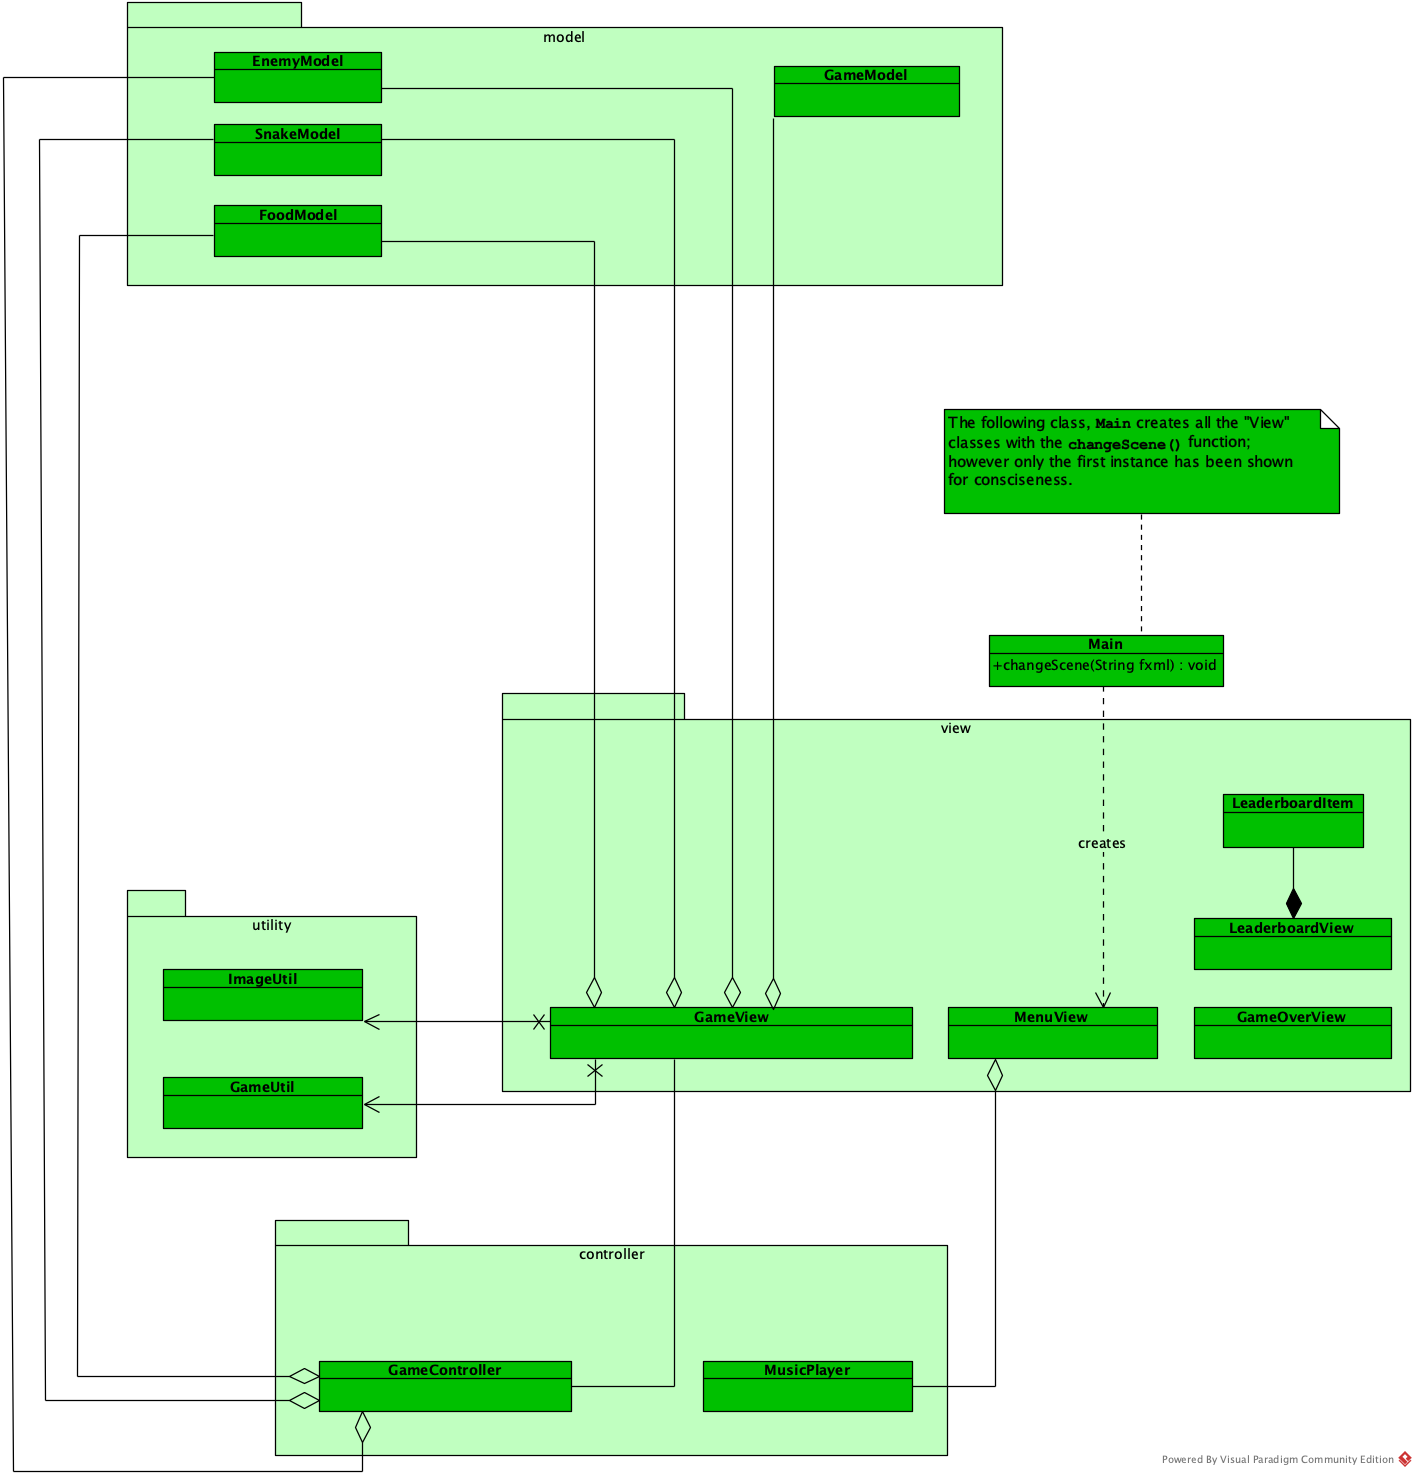 model
EnemyModel
GameModel
SnakeModel
FoodModel
The following class, Main creates all the "View"
classes with the changeScene() function;
however only the first instance has been shown
for consciseness.
Main
+changeScene(String fxml) : void
view
LeaderboardItem
creates
utility
LeaderboardView
ImageUtil
GameView
MenuView
GameOverView
GameUtil
controller
GameController
MusicPlayer
Powered By Visual Paradigm Community Edition